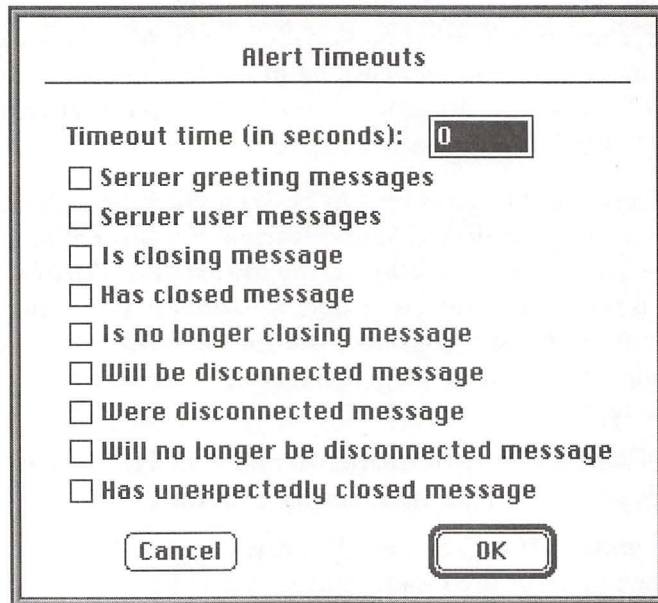 Alert Timeouts
Timeout time (in seconds): 0
Server greeting messages
Server user messages
Is closing message
Has closed message
Is no longer closing message
Will be disconnected message
Were disconnected message
Will no longer be disconnected message
Has unexpectedly closed message
Cancel OK